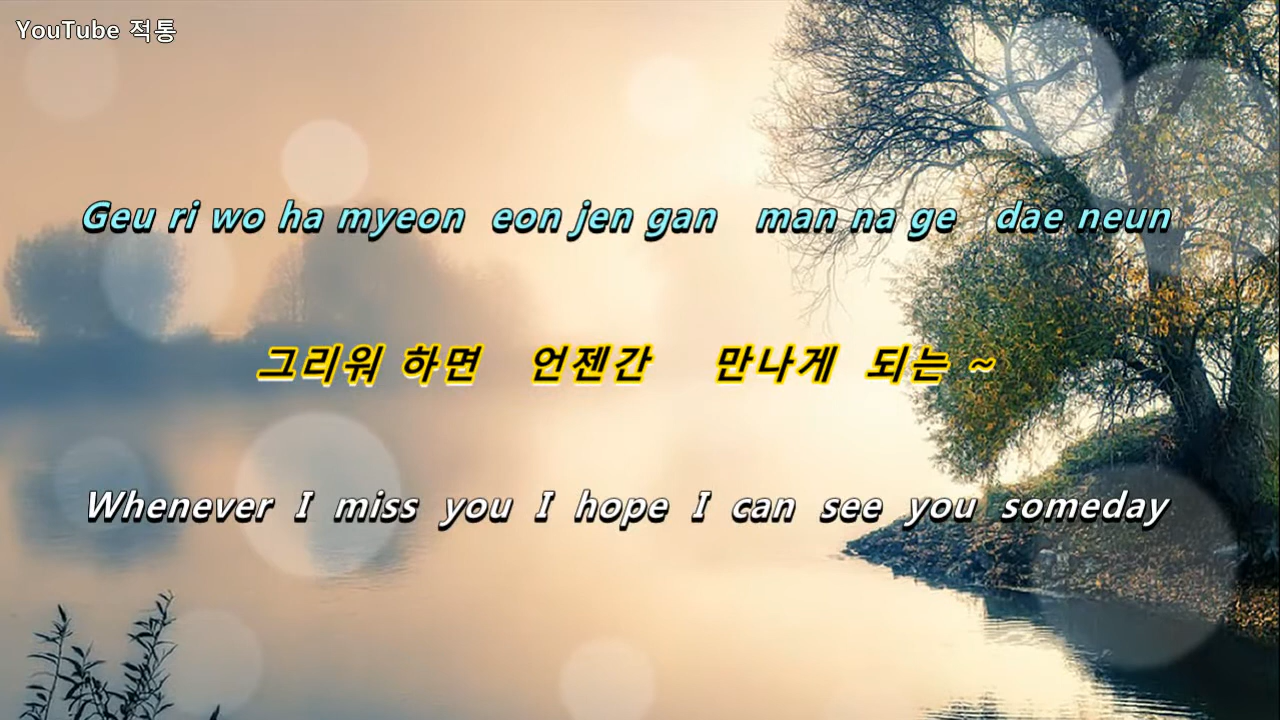 YouTube 적통
Geu ri wo ha myeon eon jen gan man na ge dae neun
그리워 하면 언젠간 만나게 되는 ~
Whenever I miss you I hope I can see you someday